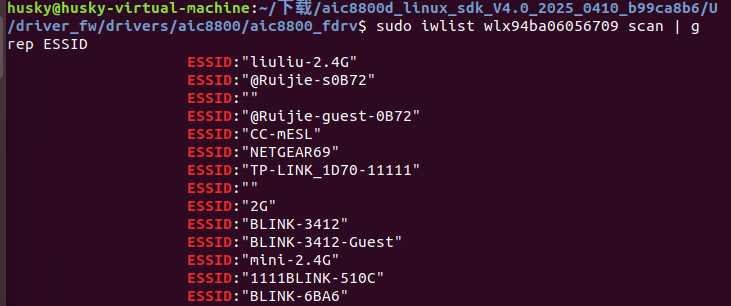 husky@husky-virtual-machine:~/下载/aic8800d_linux_sdk_V4.0_2025_0410_b99ca8b6/U
/driver_fw/drivers/aic8800/aic8800_fdrv$ sudo iwlist wlx94ba06056709 scan | g
rep ESSID
ESSID:"liuliu-2.4G"
ESSID:"@Ruijie-s0B72"
ESSID:""
ESSID:"@Ruijie-guest-0B72"
ESSID:"CC-mESL"
ESSID:"NETGEAR69"
ESSID:"TP-LINK_1D70-11111"
ESSID:""
ESSID:"2G"
ESSID:"BLINK-3412"
ESSID:"BLINK-3412-Guest"
ESSID:"mini-2.4G"
ESSID:"1111BLINK-510C"
ESSID:"BLINK-6BA6"